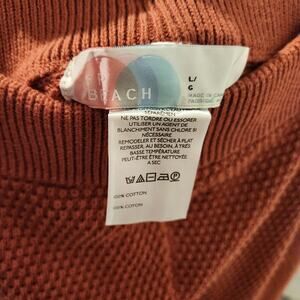 BEACH
L/
G
SÉPARÉMENT
NE PAS TORDRE OU ESSORER
UTILISER UN AGENT DE
BLANCHIMENT SANS CHLORE SI
NÉCESSAIRE
REMODELER ET SÉCHER À PLAT
REPASSER, AU BESOIN, À TRÈS
BASSE TEMPÉRATURE
PEUT-ÊTRE ÊTRE NETTOYÉE
A SEC
100% COTTON
100% COTON